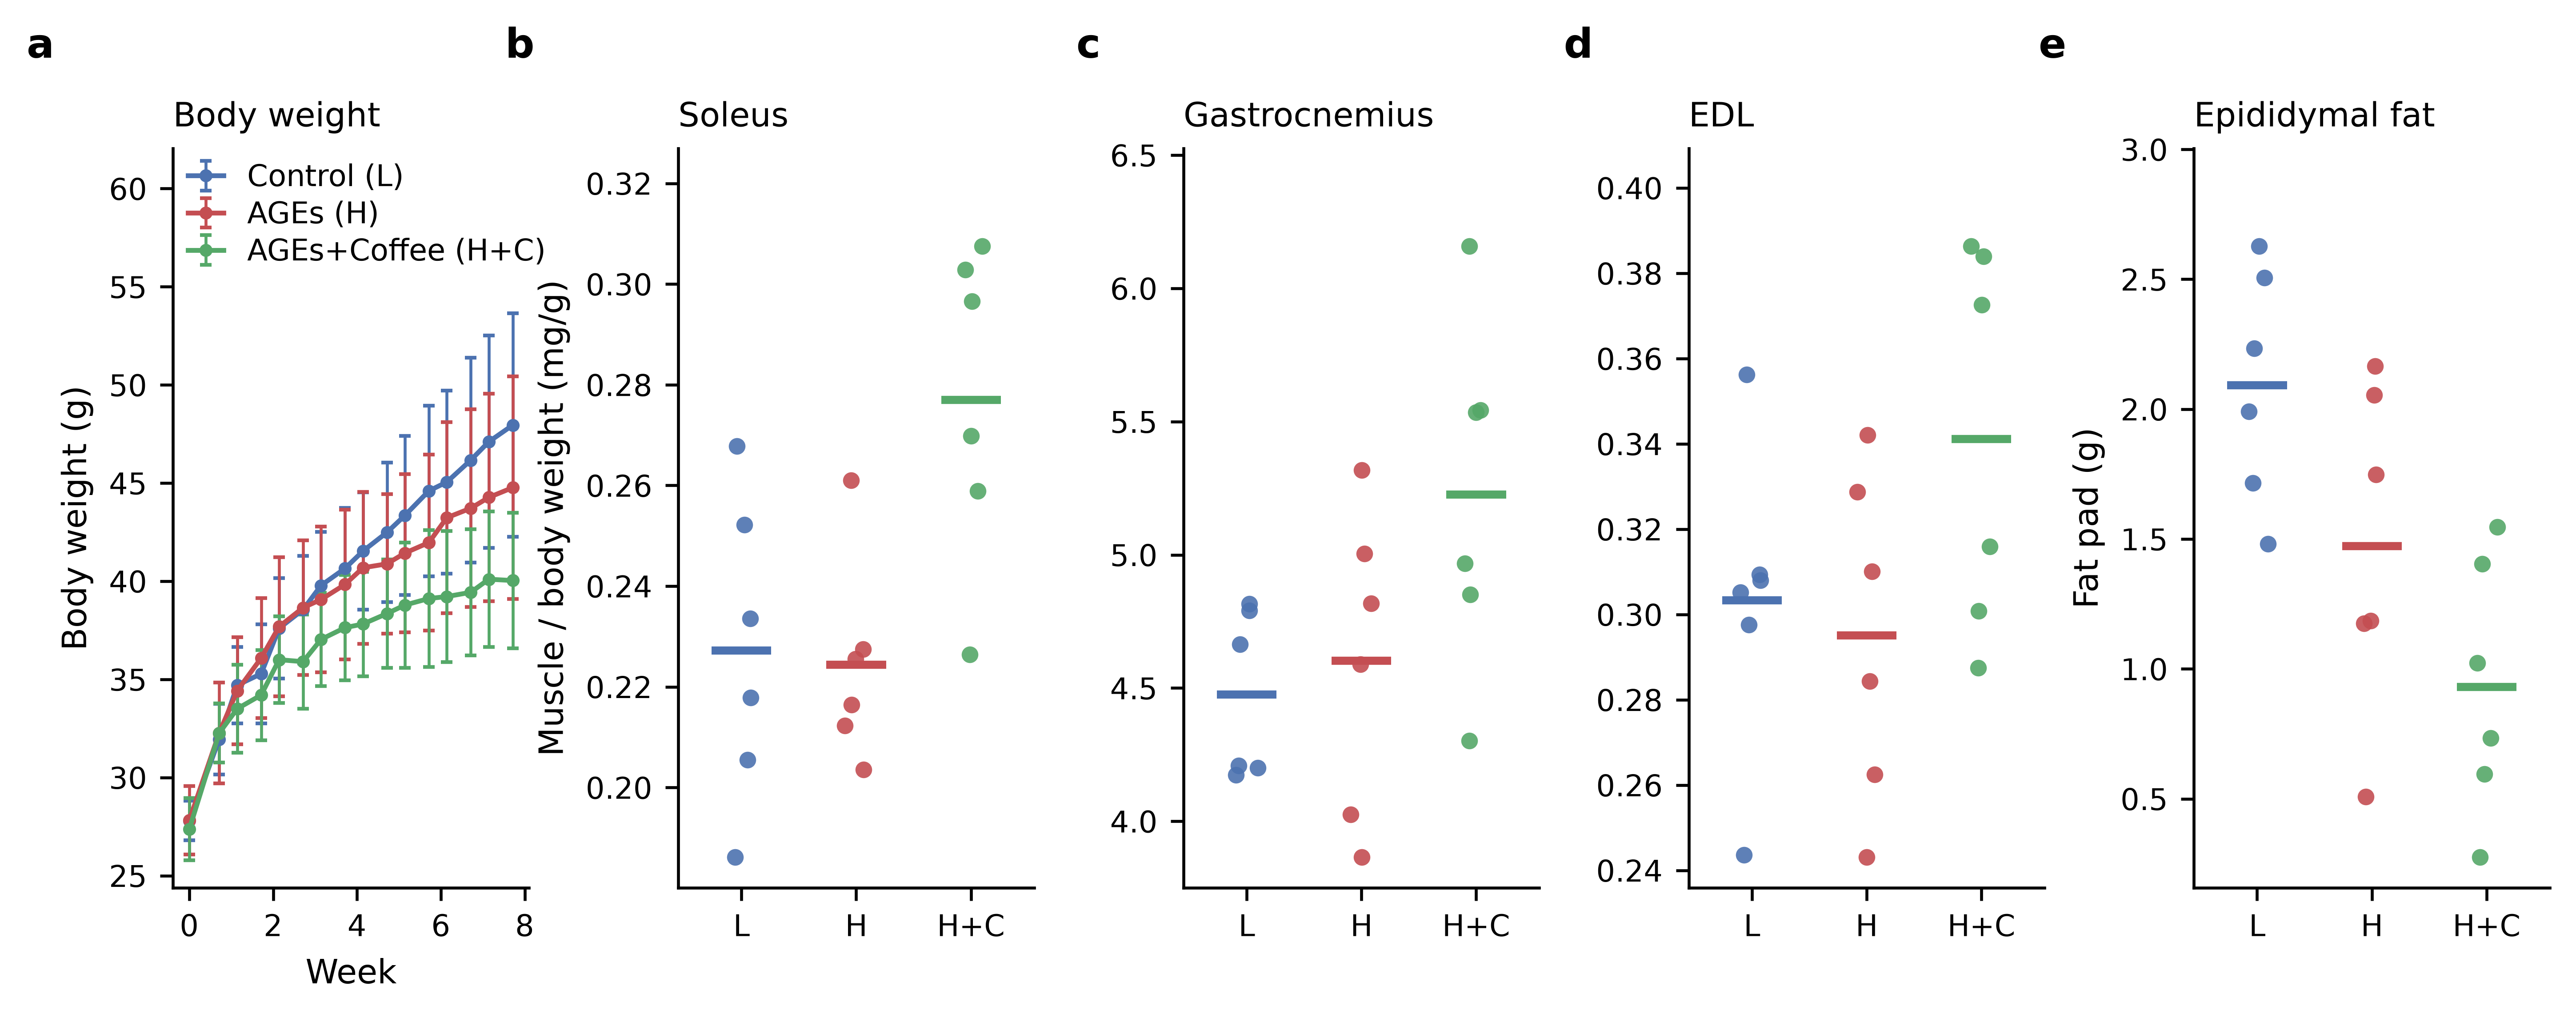 a
Body weight
Control (L)
AGEs (H)
AGEs+Coffee (H+C)
60
55
50
45
40
35
30
25
Body weight (g)
0 2 4 6 8
Week
b
Soleus
0.32
0.30
0.28
0.26
0.24
0.22
0.20
Muscle / body weight (mg/g)
L H H+C
c
Gastrocnemius
6.5
6.0
5.5
5.0
4.5
4.0
L H H+C
d
EDL
0.40
0.38
0.36
0.34
0.32
0.30
0.28
0.26
0.24
L H H+C
e
Epididymal fat
3.0
2.5
2.0
1.5
1.0
0.5
Fat pad (g)
L H H+C